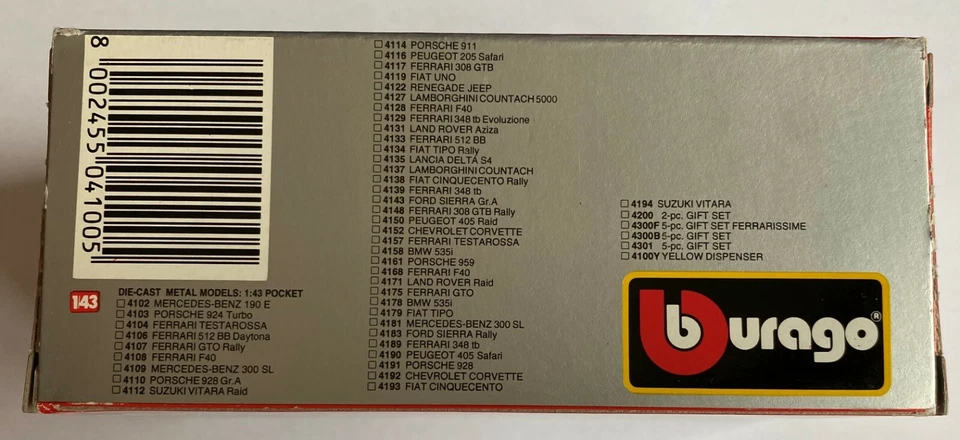 8 002455 041005
1:43
DIE-CAST METAL MODELS: 1:43 POCKET
4102 MERCEDES-BENZ 190 E
4103 PORSCHE 924 Turbo
4104 FERRARI TESTAROSSA
4106 FERRARI 512 BB Daytona
4107 FERRARI GTO Rally
4108 FERRARI F40
4109 MERCEDES-BENZ 300 SL
4110 PORSCHE 928 Gr.A
4112 SUZUKI VITARA Raid
4114 PORSCHE 911
4116 PEUGEOT 205 Safari
4117 FERRARI 308 GTB
4119 FIAT UNO
4122 RENEGADE JEEP
4127 LAMBORGHINI COUNTACH 5000
4128 FERRARI F40
4129 FERRARI 348 tb Evoluzione
4131 LAND ROVER Aziza
4133 FERRARI 512 BB
4134 FIAT TIPO Rally
4135 LANCIA DELTA S4
4137 LAMBORGHINI COUNTACH
4138 FIAT CINQUECENTO Rally
4139 FERRARI 348 tb
4143 FORD SIERRA Gr.A
4148 FERRARI 308 GTB Rally
4150 PEUGEOT 405 Raid
4152 CHEVROLET CORVETTE
4157 FERRARI TESTAROSSA
4158 BMW 535i
4161 PORSCHE 959
4168 FERRARI F40
4171 LAND ROVER Raid
4175 FERRARI GTO
4178 BMW 535i
4179 FIAT TIPO
4181 MERCEDES-BENZ 300 SL
4183 FORD SIERRA Rally
4189 FERRARI 348 tb
4190 PEUGEOT 405 Safari
4191 PORSCHE 928
4192 CHEVROLET CORVETTE
4193 FIAT CINQUECENTO
4194 SUZUKI VITARA
4200 2-pc. GIFT SET
4300F 5-pc. GIFT SET FERRARISSIME
4300B 5-pc. GIFT SET
4301 5-pc. GIFT SET
4100Y YELLOW DISPENSER
burago®